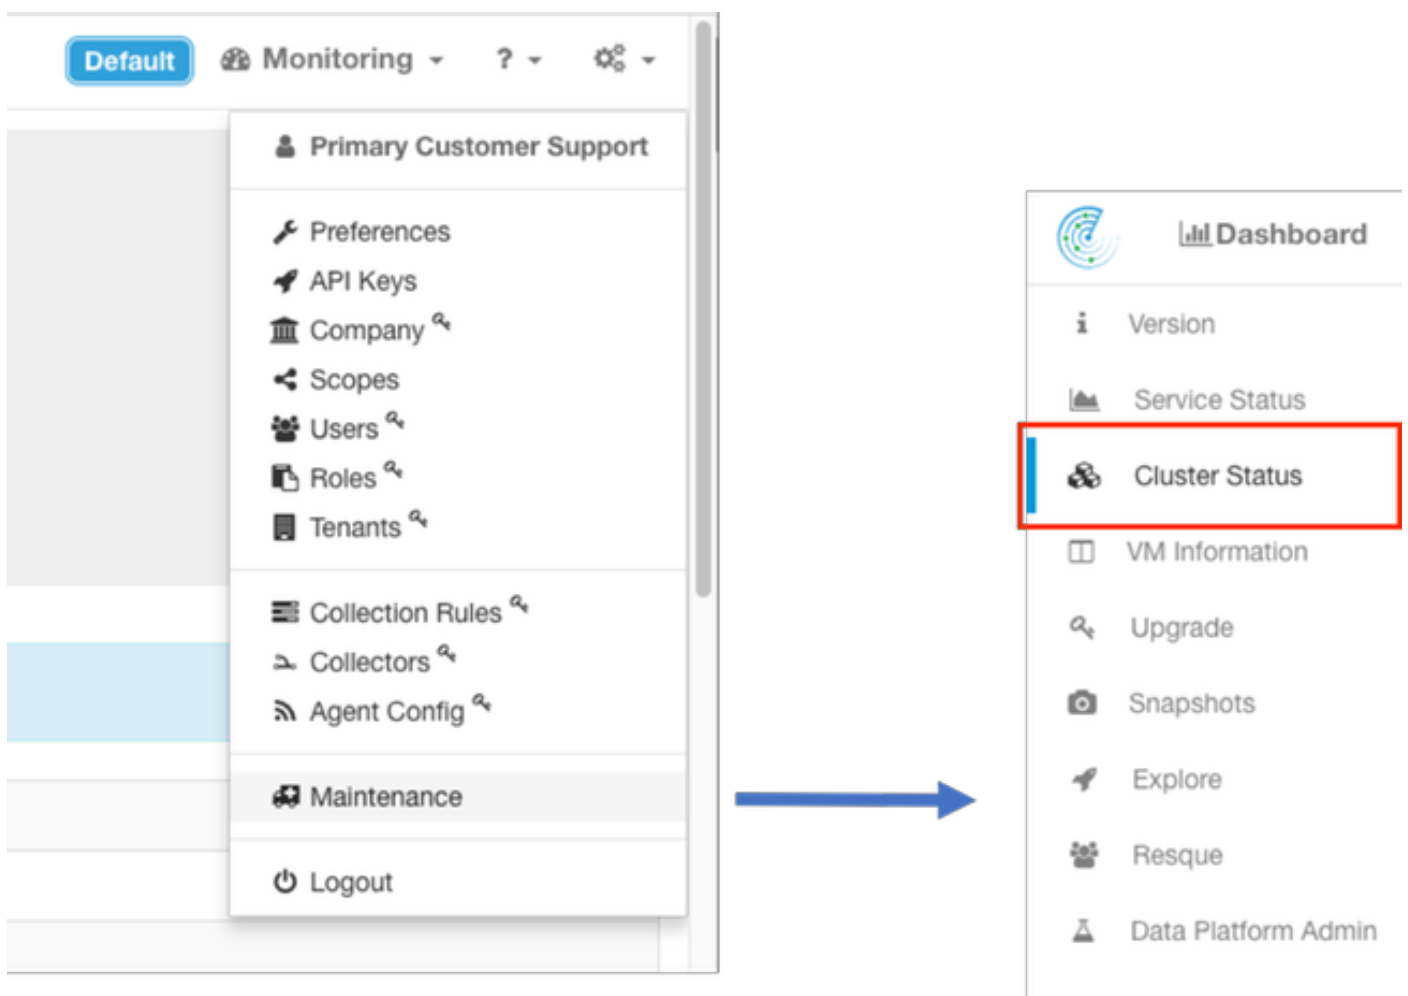 Default Monitoring ?
Primary Customer Support
Preferences
API Keys
Company
Scopes
Users
Roles
Tenants
Collection Rules
Collectors
Agent Config
Maintenance
Logout
Dashboard
Version
Service Status
Cluster Status
VM Information
Upgrade
Snapshots
Explore
Resque
Data Platform Admin